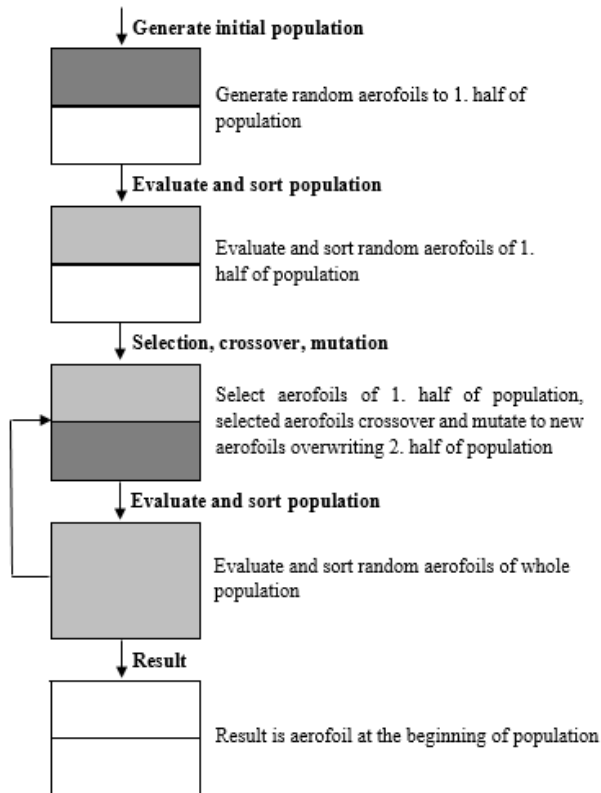 Generate initial population
Generate random aerofoils to 1. half of
population
Evaluate and sort population
Evaluate and sort random aerofoils of 1.
half of population
Selection, crossover, mutation
Select aerofoils of 1. half of population,
selected aerofoils crossover and mutate to new
aerofoils overwriting 2. half of population
Evaluate and sort population
Evaluate and sort random aerofoils of whole
population
Result
Result is aerofoil at the beginning of population